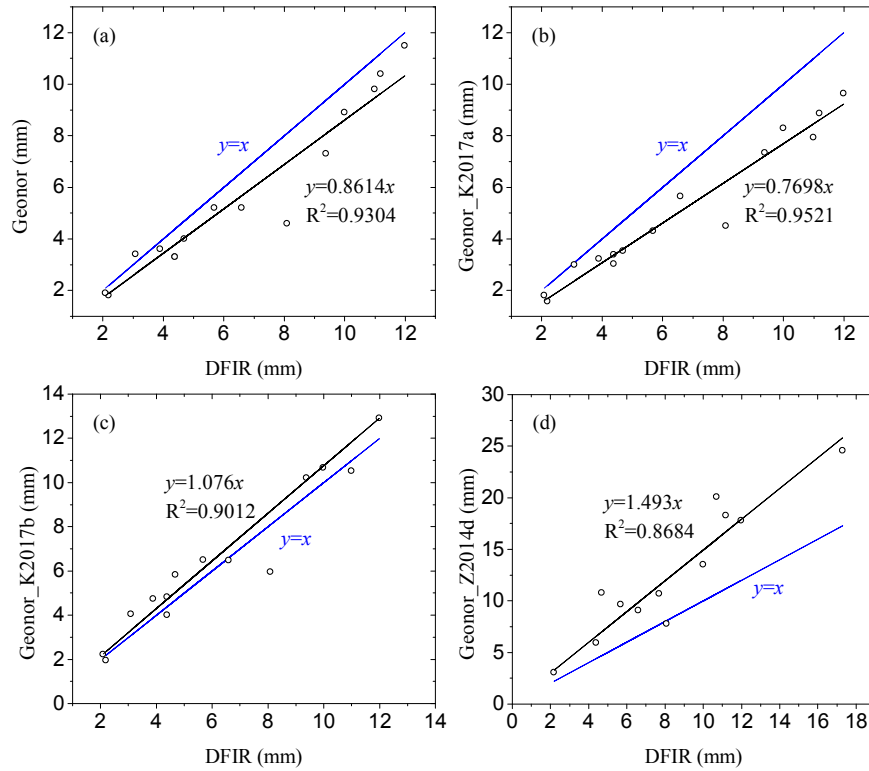 (a)
12
10
8
6
4
2
Geonor (mm)
y=x
y=0.8614x
R²=0.9304
2 4 6 8 10 12
DFIR (mm)
(b)
12
10
8
6
4
2
Geonor_K2017a (mm)
y=x
y=0.7698x
R²=0.9521
0 2 4 6 8 10 12
DFIR (mm)
(c)
14
13
12
10
8
6
4
2
0
Geonor_K2017b (mm)
y=1.076x
R²=0.9012
y=x
2 4 6 8 10 12 14
DFIR (mm)
(d)
30
25
20
15
10
5
0
Geonor_Z2014d (mm)
y=1.493x
R²=0.8684
y=x
0 2 4 6 8 10 12 14 16 18
DFIR (mm)